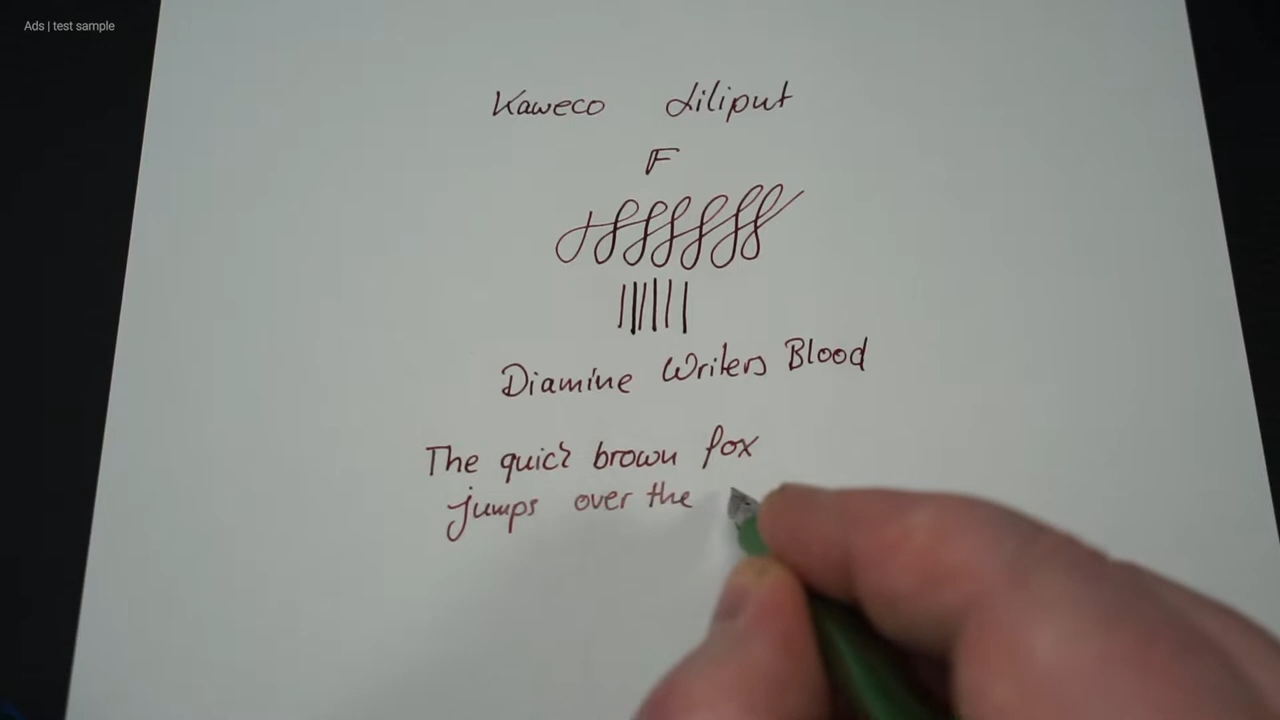 Ads | test sample
Kaweco Liliput
F
Diamine Writers Blood
The quick brown fox
jumps over the